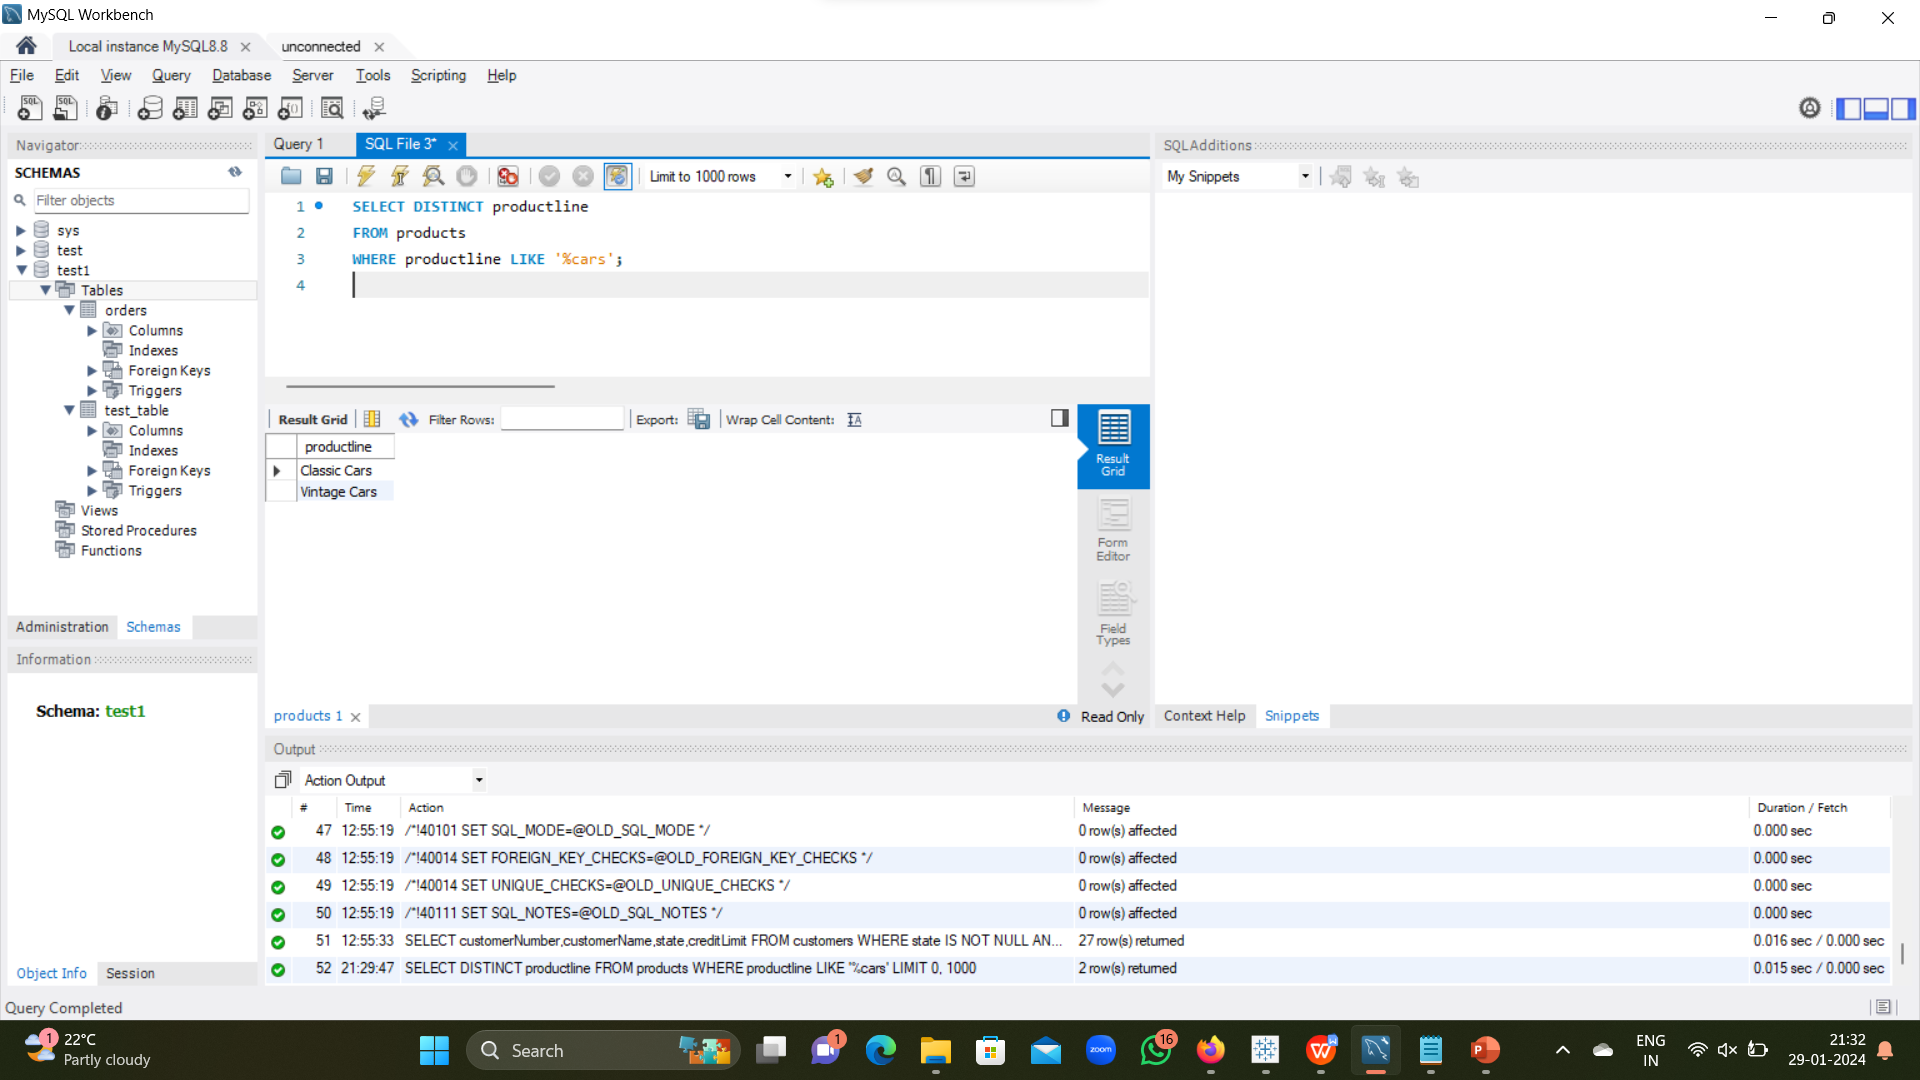 MySQL Workbench
Local instance MySQL8.8
unconnected
File Edit View Query Database Server Tools Scripting Help
Navigator
SCHEMAS
Filter objects
sys
test
test1
Tables
orders
Columns
Indexes
Foreign Keys
Triggers
test_table
Columns
Indexes
Foreign Keys
Triggers
Views
Stored Procedures
Functions
Administration Schemas
Information
Schema: test1
Object Info Session
Query 1 SQL File 3*
Limit to 1000 rows
1 SELECT DISTINCT productline
2 FROM products
3 WHERE productline LIKE '%cars';
4
Result Grid Filter Rows: Export: Wrap Cell Content:
productline
Classic Cars
Vintage Cars
Result
Grid
Form
Editor
Field
Types
products 1
Read Only
SQLAdditions
My Snippets
Context Help Snippets
Output
Action Output
# Time Action Message Duration / Fetch
47 12:55:19 /*!40101 SET SQL_MODE=@OLD_SQL_MODE */ 0 row(s) affected 0.000 sec
48 12:55:19 /*!40014 SET FOREIGN_KEY_CHECKS=@OLD_FOREIGN_KEY_CHECKS */ 0 row(s) affected 0.000 sec
49 12:55:19 /*!40014 SET UNIQUE_CHECKS=@OLD_UNIQUE_CHECKS */ 0 row(s) affected 0.000 sec
50 12:55:19 /*!40111 SET SQL_NOTES=@OLD_SQL_NOTES */ 0 row(s) affected 0.000 sec
51 12:55:33 SELECT customerNumber,customerName,state,creditLimit FROM customers WHERE state IS NOT NULL AN... 27 row(s) returned 0.016 sec / 0.000 sec
52 21:29:47 SELECT DISTINCT productline FROM products WHERE productline LIKE '%cars' LIMIT 0, 1000 2 row(s) returned 0.015 sec / 0.000 sec
Query Completed
1
22°C
Partly cloudy
Search
1
zoom
16
ENG
IN
21:32
29-01-2024